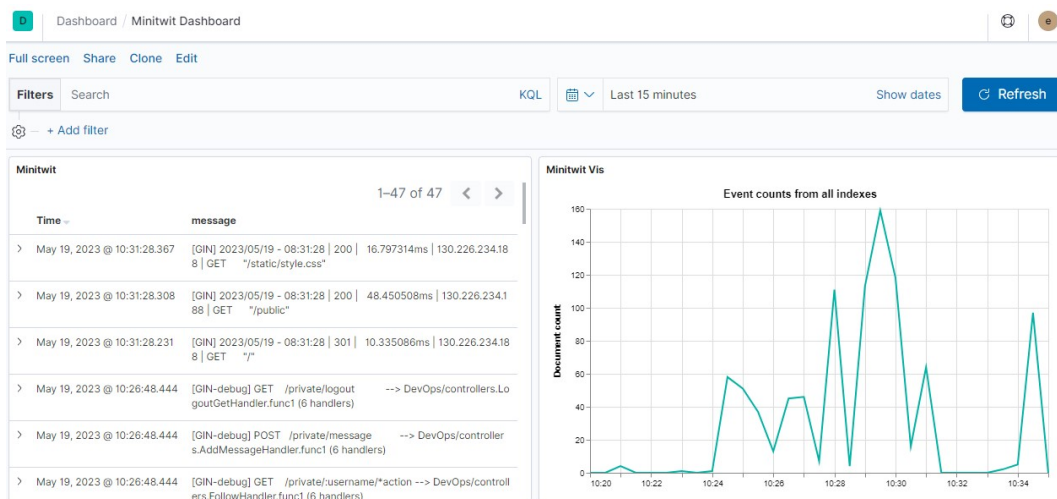 D
Dashboard / Minitwit Dashboard
e
Full screen Share Clone Edit
Filters Search KQL
Last 15 minutes Show dates
Refresh
+ Add filter
Minitwit
1–47 of 47
Time message
May 19, 2023 @ 10:31:28.367 [GIN] 2023/05/19 - 08:31:28 | 200 | 16.797314ms | 130.226.234.18
8 | GET "/static/style.css"
May 19, 2023 @ 10:31:28.308 [GIN] 2023/05/19 - 08:31:28 | 200 | 48.450508ms | 130.226.234.1
88 | GET "/public"
May 19, 2023 @ 10:31:28.231 [GIN] 2023/05/19 - 08:31:28 | 301 | 10.335086ms | 130.226.234.18
8 | GET "/"
May 19, 2023 @ 10:26:48.444 [GIN-debug] GET /private/logout --> DevOps/controllers.Lo
goutGetHandler.func1 (6 handlers)
May 19, 2023 @ 10:26:48.444 [GIN-debug] POST /private/message --> DevOps/controller
s.AddMessageHandler.func1 (6 handlers)
May 19, 2023 @ 10:26:48.444 [GIN-debug] GET /private/:username/*action --> DevOps/controll
ers.FollowHandler.func1 (6 handlers)
Minitwit Vis
Event counts from all indexes
160
140
120
100
80
60
40
20
0
Document count
10:20 10:22 10:24 10:26 10:28 10:30 10:32 10:34